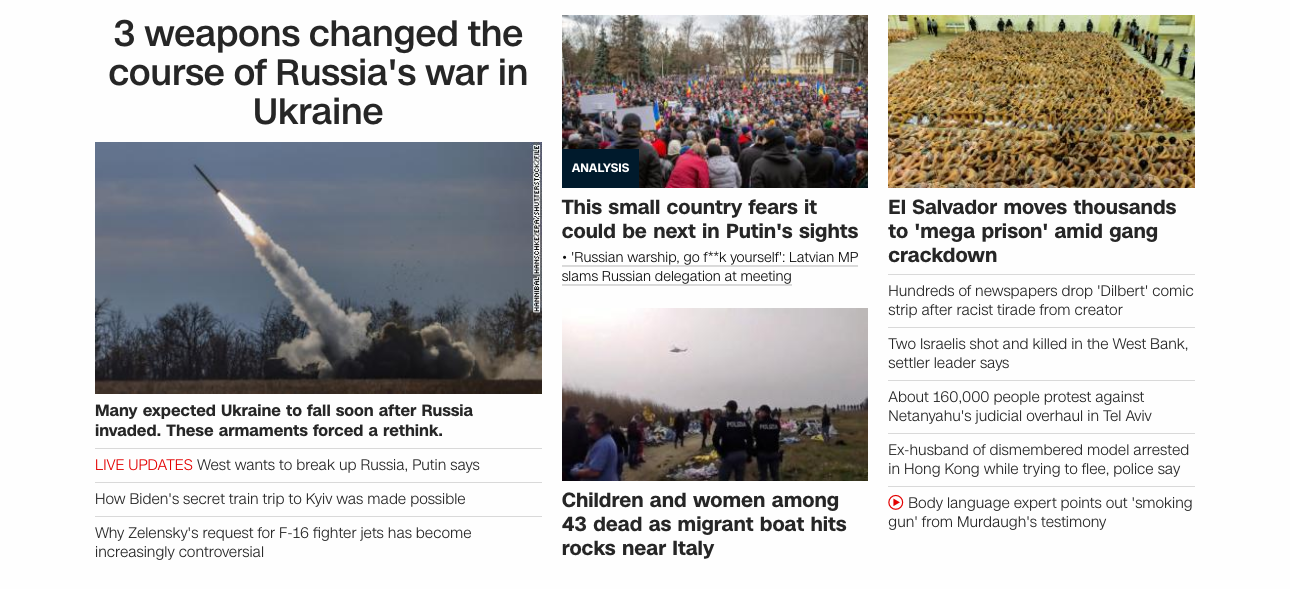 3 weapons changed the
course of Russia's war in
Ukraine
HANNIBAL HANSCHKE/EPA/SHUTTERSTOCK/FILE
Many expected Ukraine to fall soon after Russia
invaded. These armaments forced a rethink.
LIVE UPDATES West wants to break up Russia, Putin says
How Biden's secret train trip to Kyiv was made possible
Why Zelensky's request for F-16 fighter jets has become
increasingly controversial
ANALYSIS
This small country fears it
could be next in Putin's sights
• 'Russian warship, go f**k yourself': Latvian MP
slams Russian delegation at meeting
POLIZIA
POLIZIA
Children and women among
43 dead as migrant boat hits
rocks near Italy
El Salvador moves thousands
to 'mega prison' amid gang
crackdown
Hundreds of newspapers drop 'Dilbert' comic
strip after racist tirade from creator
Two Israelis shot and killed in the West Bank,
settler leader says
About 160,000 people protest against
Netanyahu's judicial overhaul in Tel Aviv
Ex-husband of dismembered model arrested
in Hong Kong while trying to flee, police say
Body language expert points out 'smoking
gun' from Murdaugh's testimony